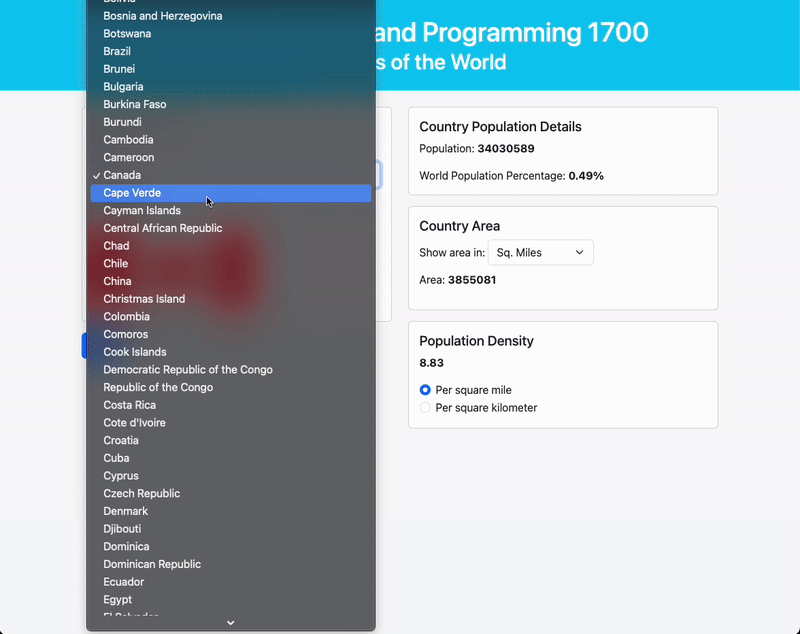 Bolivia
Bosnia and Herzegovina
Botswana
Brazil
Brunei
Bulgaria
Burkina Faso
Burundi
Cambodia
Cameroon
✓ Canada
Cape Verde
Cayman Islands
Central African Republic
Chad
Chile
China
Christmas Island
Colombia
Comoros
Cook Islands
Democratic Republic of the Congo
Republic of the Congo
Costa Rica
Cote d'Ivoire
Croatia
Cuba
Cyprus
Czech Republic
Denmark
Djibouti
Dominica
Dominican Republic
Ecuador
Egypt
El Salvador
and Programming 1700
s of the World
Country Population Details
Population: 34030589
World Population Percentage: 0.49%
Country Area
Show area in: Sq. Miles
Area: 3855081
Population Density
8.83
Per square mile
Per square kilometer